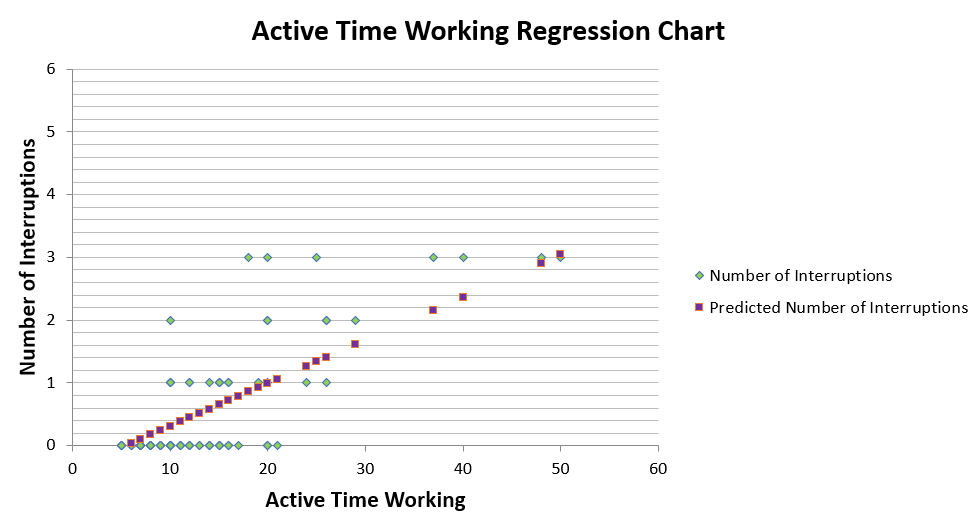 Active Time Working Regression Chart
6
5
4
3
2
1
0
0 10 20 30 40 50 60
Number of Interruptions
Active Time Working
Number of Interruptions
Predicted Number of Interruptions